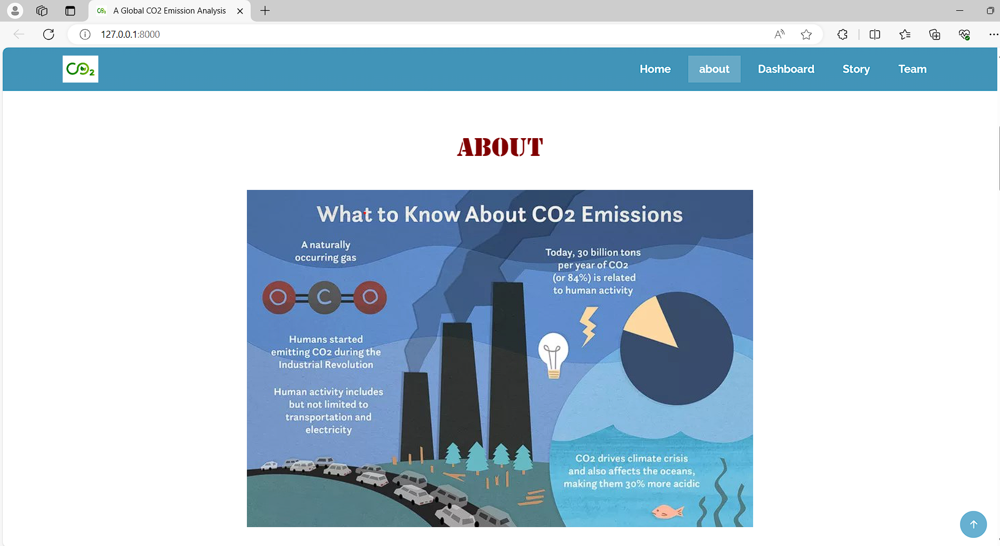 A Global CO2 Emission Analysis
127.0.0.1:8000
CO2
Home about Dashboard Story Team
ABOUT
What to Know About CO2 Emissions
A naturally
occurring gas
O C O
Humans started
emitting CO2 during the
Industrial Revolution
Human activity includes
but not limited to
transportation and
electricity
Today, 30 billion tons
per year of CO2
(or 84%) is related
to human activity
CO2 drives climate crisis
and also affects the oceans,
making them 30% more acidic